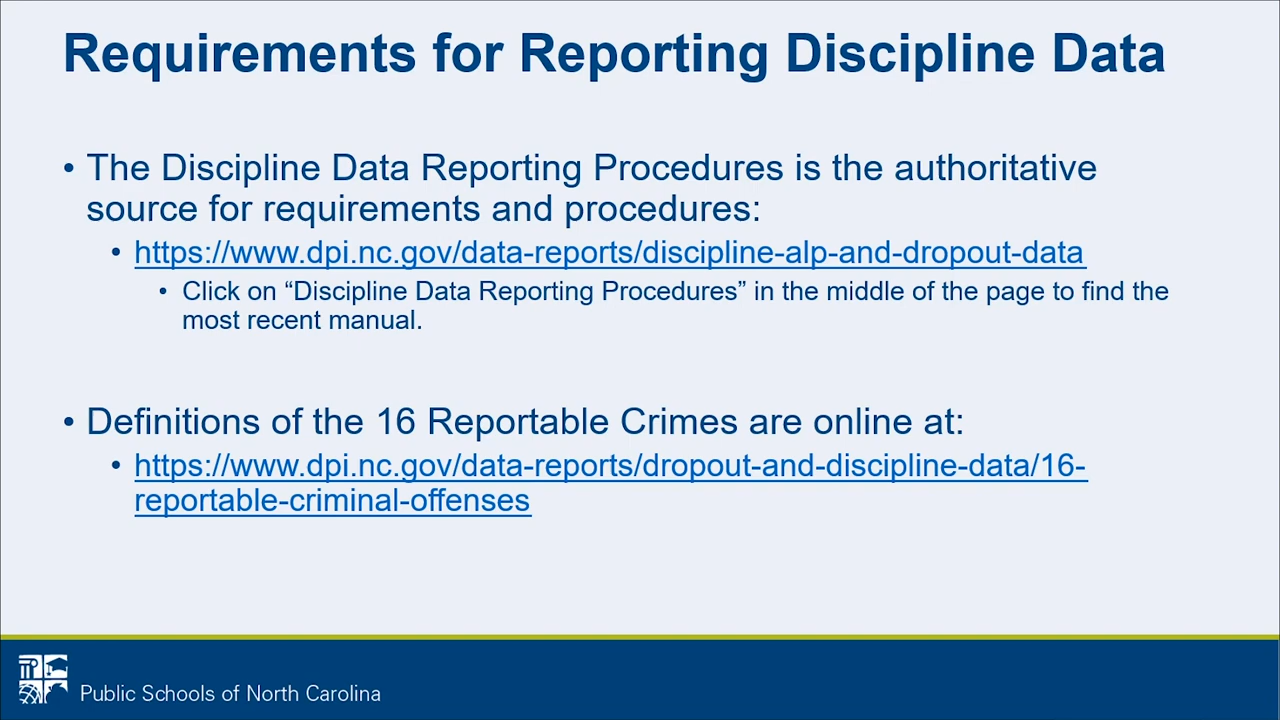 Requirements for Reporting Discipline Data
• The Discipline Data Reporting Procedures is the authoritative
source for requirements and procedures:
• https://www.dpi.nc.gov/data-reports/discipline-alp-and-dropout-data
• Click on “Discipline Data Reporting Procedures” in the middle of the page to find the
most recent manual.
• Definitions of the 16 Reportable Crimes are online at:
• https://www.dpi.nc.gov/data-reports/dropout-and-discipline-data/16-
reportable-criminal-offenses
Public Schools of North Carolina